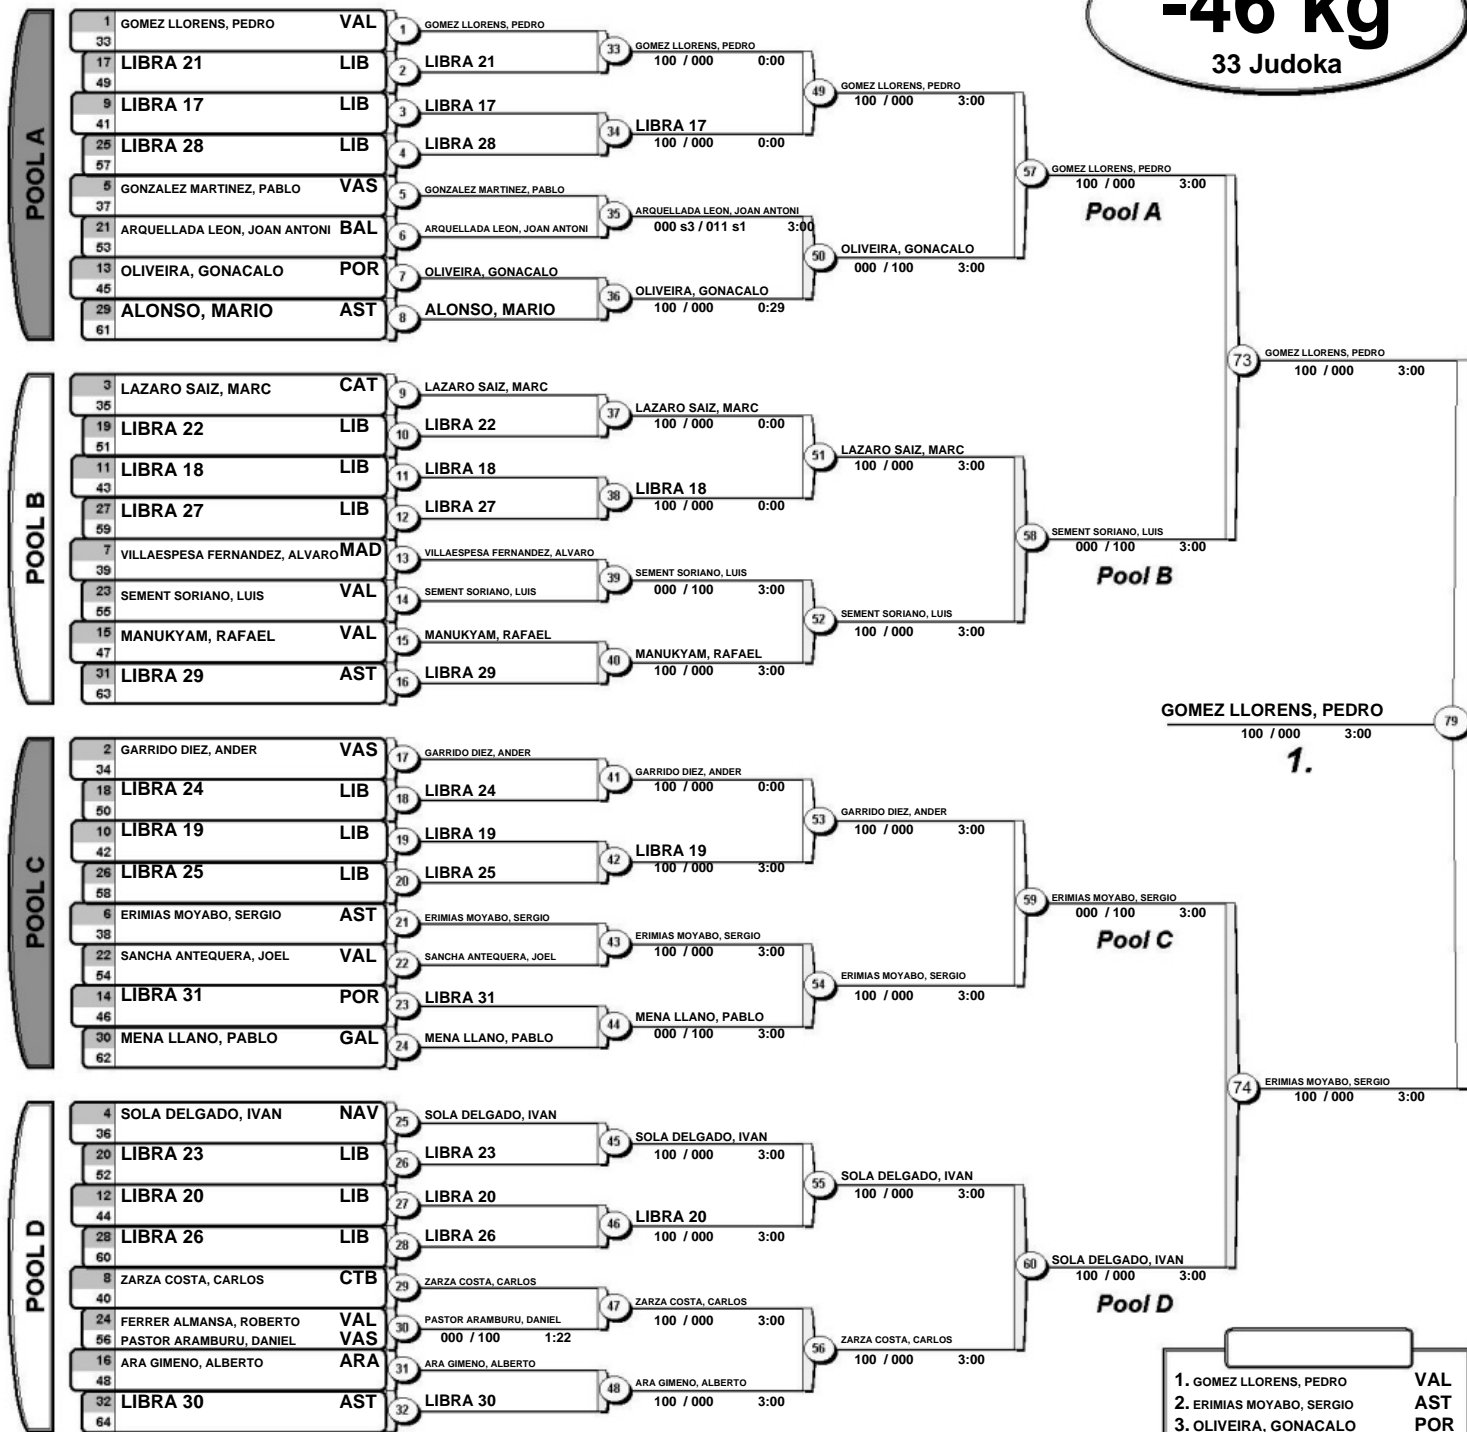 -46 kg
33 Judoka
POOL A
1 GOMEZ LLORENS, PEDRO VAL
33
17 LIBRA 21 LIB
49
9 LIBRA 17 LIB
41
25 LIBRA 28 LIB
57
5 GONZALEZ MARTINEZ, PABLO VAS
37
21 ARQUELLADA LEON, JOAN ANTONI BAL
53
13 OLIVEIRA, GONACALO POR
45
29 ALONSO, MARIO AST
61
1 GOMEZ LLORENS, PEDRO
2 LIBRA 21
3 LIBRA 17
4 LIBRA 28
5 GONZALEZ MARTINEZ, PABLO
6 ARQUELLADA LEON, JOAN ANTONI
7 OLIVEIRA, GONACALO
8 ALONSO, MARIO
33 GOMEZ LLORENS, PEDRO
100 / 000 0:00
34 LIBRA 17
100 / 000 0:00
35 ARQUELLADA LEON, JOAN ANTONI
000 s3 / 011 s1 3:00
36 OLIVEIRA, GONACALO
100 / 000 0:29
49 GOMEZ LLORENS, PEDRO
100 / 000 3:00
50 OLIVEIRA, GONACALO
000 / 100 3:00
57 GOMEZ LLORENS, PEDRO
100 / 000 3:00
Pool A
POOL B
3 LAZARO SAIZ, MARC CAT
35
19 LIBRA 22 LIB
51
11 LIBRA 18 LIB
43
27 LIBRA 27 LIB
59
7 VILLAESPESA FERNANDEZ, ALVARO MAD
39
23 SEMENT SORIANO, LUIS VAL
55
15 MANUKYAM, RAFAEL VAL
47
31 LIBRA 29 AST
63
9 LAZARO SAIZ, MARC
10 LIBRA 22
11 LIBRA 18
12 LIBRA 27
13 VILLAESPESA FERNANDEZ, ALVARO
14 SEMENT SORIANO, LUIS
15 MANUKYAM, RAFAEL
16 LIBRA 29
37 LAZARO SAIZ, MARC
100 / 000 0:00
38 LIBRA 18
100 / 000 0:00
39 SEMENT SORIANO, LUIS
000 / 100 3:00
40 MANUKYAM, RAFAEL
100 / 000 3:00
51 LAZARO SAIZ, MARC
100 / 000 3:00
52 SEMENT SORIANO, LUIS
100 / 000 3:00
58 SEMENT SORIANO, LUIS
000 / 100 3:00
Pool B
73 GOMEZ LLORENS, PEDRO
100 / 000 3:00
GOMEZ LLORENS, PEDRO 79
100 / 000 3:00
1.
POOL C
2 GARRIDO DIEZ, ANDER VAS
34
18 LIBRA 24 LIB
50
10 LIBRA 19 LIB
42
26 LIBRA 25 LIB
58
6 ERIMIAS MOYABO, SERGIO AST
38
22 SANCHA ANTEQUERA, JOEL VAL
54
14 LIBRA 31 POR
46
30 MENA LLANO, PABLO GAL
62
17 GARRIDO DIEZ, ANDER
18 LIBRA 24
19 LIBRA 19
20 LIBRA 25
21 ERIMIAS MOYABO, SERGIO
22 SANCHA ANTEQUERA, JOEL
23 LIBRA 31
24 MENA LLANO, PABLO
41 GARRIDO DIEZ, ANDER
100 / 000 0:00
42 LIBRA 19
100 / 000 3:00
43 ERIMIAS MOYABO, SERGIO
100 / 000 3:00
44 MENA LLANO, PABLO
000 / 100 3:00
53 GARRIDO DIEZ, ANDER
100 / 000 3:00
54 ERIMIAS MOYABO, SERGIO
100 / 000 3:00
59 ERIMIAS MOYABO, SERGIO
000 / 100 3:00
Pool C
POOL D
4 SOLA DELGADO, IVAN NAV
36
20 LIBRA 23 LIB
52
12 LIBRA 20 LIB
44
28 LIBRA 26 LIB
60
8 ZARZA COSTA, CARLOS CTB
40
24 FERRER ALMANSA, ROBERTO VAL
56 PASTOR ARAMBURU, DANIEL VAS
16 ARA GIMENO, ALBERTO ARA
48
32 LIBRA 30 AST
64
25 SOLA DELGADO, IVAN
26 LIBRA 23
27 LIBRA 20
28 LIBRA 26
29 ZARZA COSTA, CARLOS
30 PASTOR ARAMBURU, DANIEL
000 / 100 1:22
31 ARA GIMENO, ALBERTO
32 LIBRA 30
45 SOLA DELGADO, IVAN
100 / 000 3:00
46 LIBRA 20
100 / 000 3:00
47 ZARZA COSTA, CARLOS
100 / 000 3:00
48 ARA GIMENO, ALBERTO
100 / 000 3:00
55 SOLA DELGADO, IVAN
100 / 000 3:00
56 ZARZA COSTA, CARLOS
100 / 000 3:00
60 SOLA DELGADO, IVAN
100 / 000 3:00
Pool D
74 ERIMIAS MOYABO, SERGIO
100 / 000 3:00
1. GOMEZ LLORENS, PEDRO VAL
2. ERIMIAS MOYABO, SERGIO AST
3. OLIVEIRA, GONACALO POR